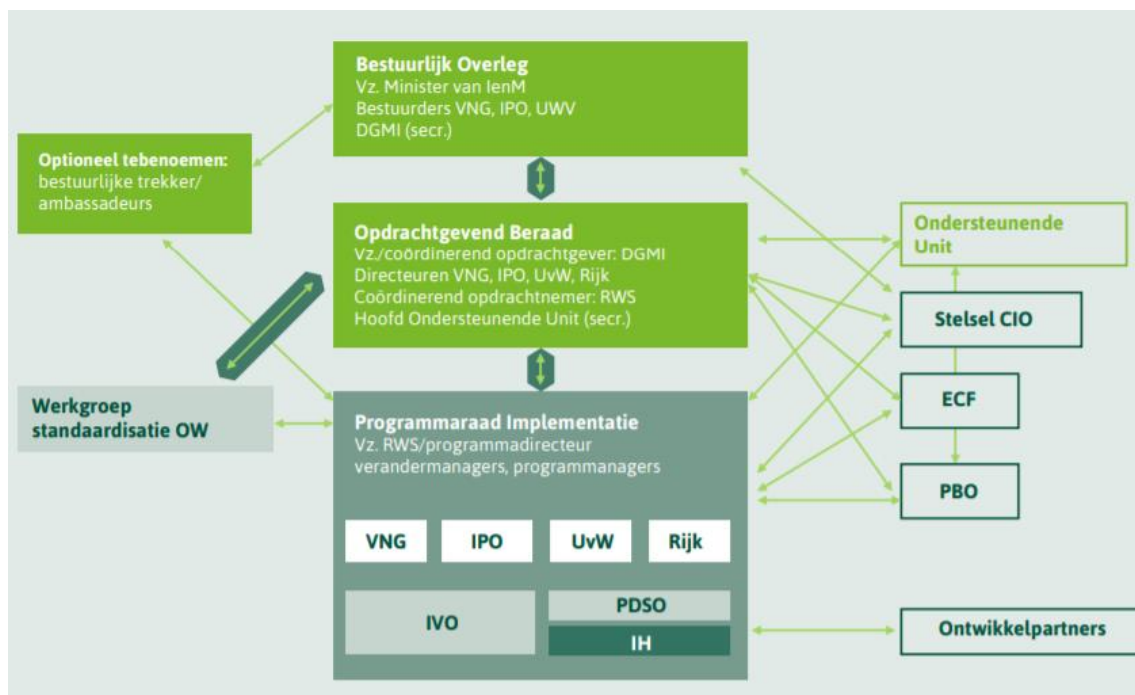 Bestuurlijk Overleg
Vz. Minister van IenM
Bestuurders VNG, IPO, UWV
DGMI (secr.)
Optioneel tebenoemen:
bestuurlijke trekker/
ambassadeurs
Opdrachtgevend Beraad
Vz./coördinerend opdrachtgever: DGMI
Directeuren VNG, IPO, UvW, Rijk
Coördinerend opdrachtnemer: RWS
Hoofd Ondersteunende Unit (secr.)
Ondersteunende
Unit
Stelsel CIO
ECF
PBO
Werkgroep
standaardisatie OW
Programmaraad Implementatie
Vz. RWS/programmadirecteur
verandermanagers, programmanagers
VNG
IPO
UvW
Rijk
IVO
PDSO
IH
Ontwikkelpartners